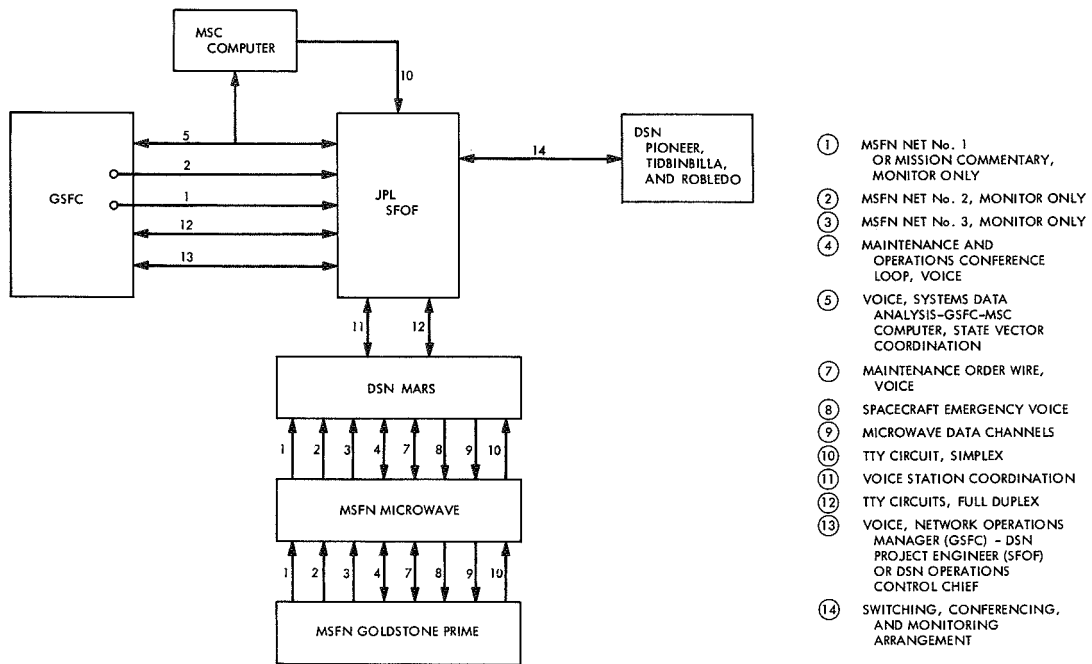 MSC
COMPUTER
10
GSFC
5
2
1
12
13
JPL
SFOF
14
DSN
PIONEER,
TIDBINBILLA,
AND ROBLEDO
11
12
DSN MARS
1
2
3
4
7
8
9
10
MSFN MICROWAVE
1
2
3
4
7
8
9
10
MSFN GOLDSTONE PRIME
1 MSFN NET No. 1
OR MISSION COMMENTARY,
MONITOR ONLY
2 MSFN NET No. 2, MONITOR ONLY
3 MSFN NET No. 3, MONITOR ONLY
4 MAINTENANCE AND
OPERATIONS CONFERENCE
LOOP, VOICE
5 VOICE, SYSTEMS DATA
ANALYSIS-GSFC-MSC
COMPUTER, STATE VECTOR
COORDINATION
7 MAINTENANCE ORDER WIRE,
VOICE
8 SPACECRAFT EMERGENCY VOICE
9 MICROWAVE DATA CHANNELS
10 TTY CIRCUIT, SIMPLEX
11 VOICE STATION COORDINATION
12 TTY CIRCUITS, FULL DUPLEX
13 VOICE, NETWORK OPERATIONS
MANAGER (GSFC) - DSN
PROJECT ENGINEER (SFOF)
OR DSN OPERATIONS
CONTROL CHIEF
14 SWITCHING, CONFERENCING,
AND MONITORING
ARRANGEMENT